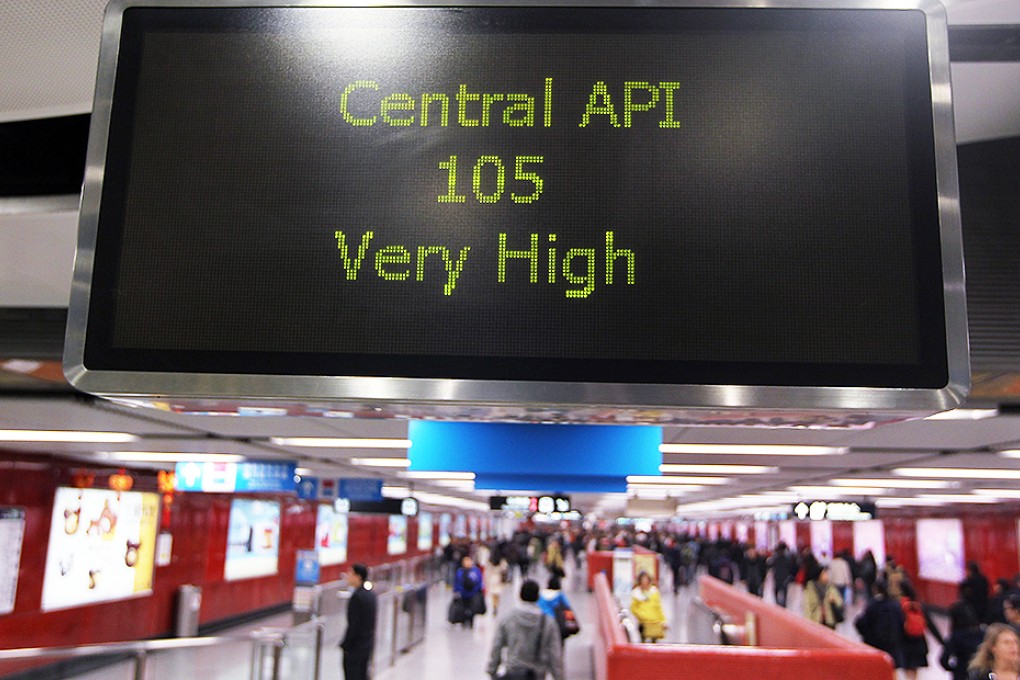 Central API
105
Very High